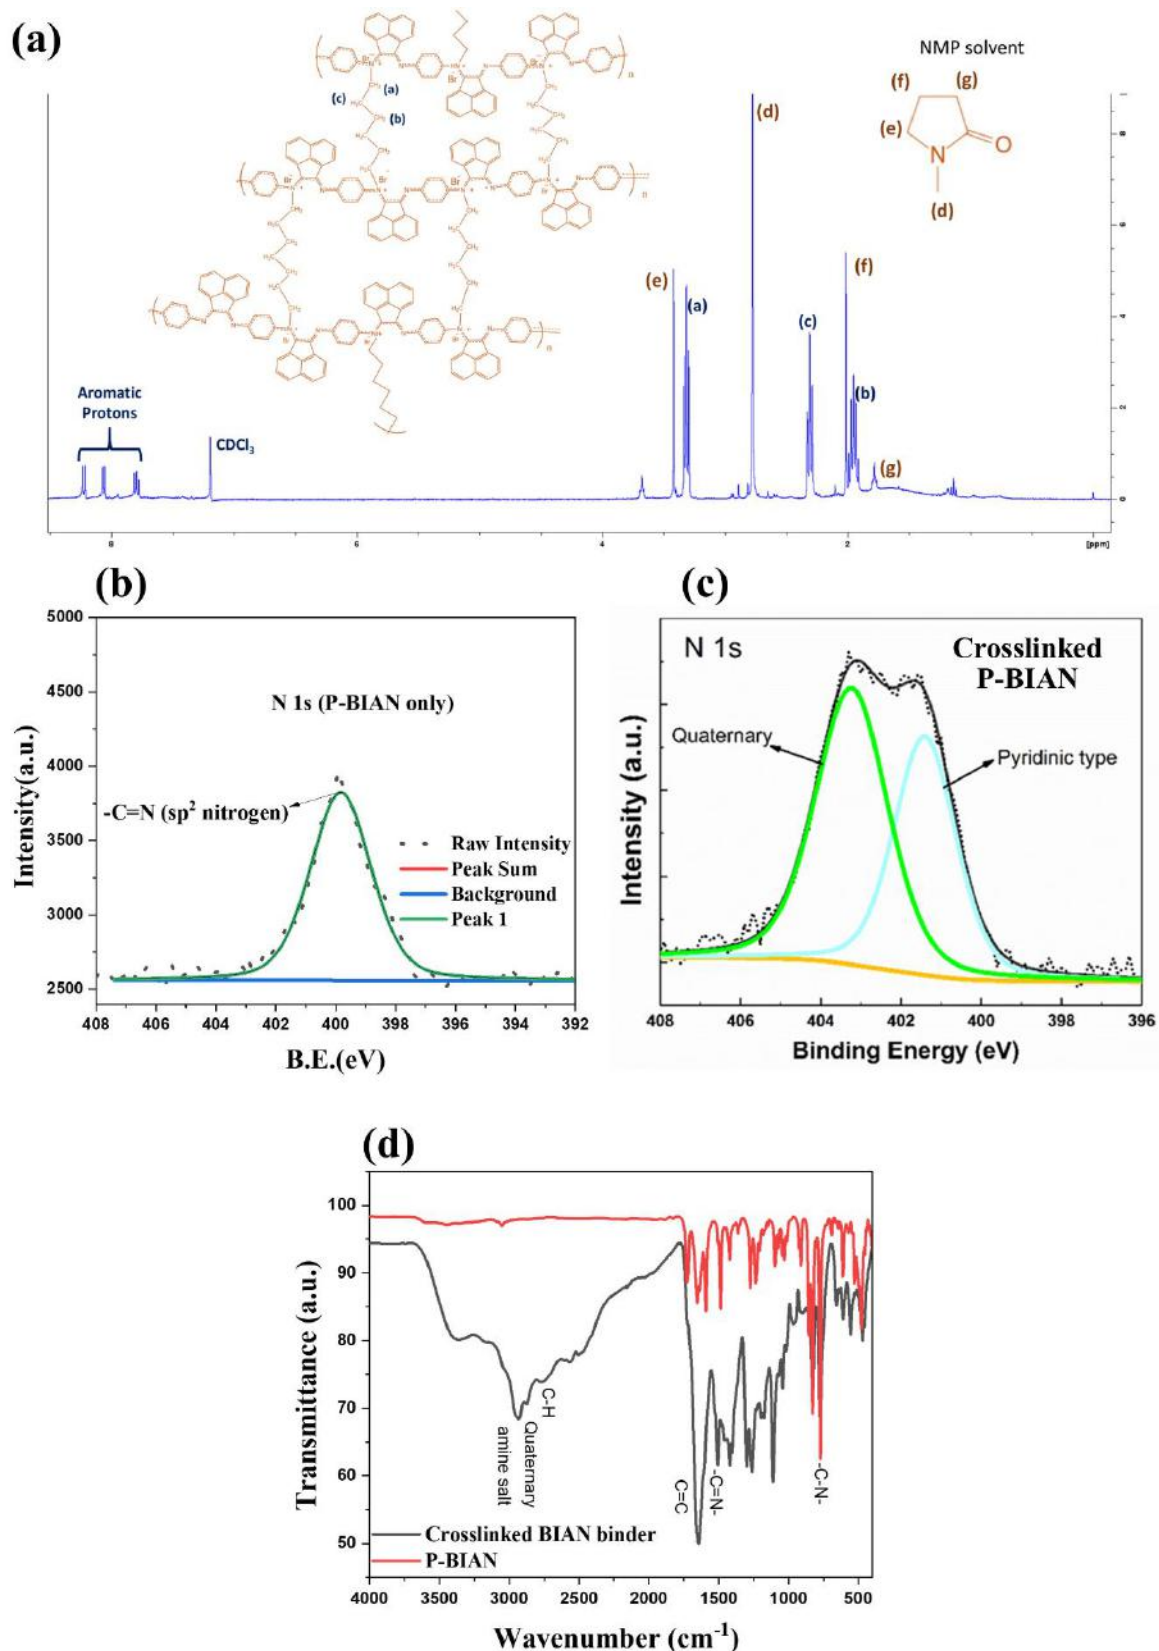 (a)
NMP solvent
(f)
(g)
(e)
N
O
(d)
(a)
(c)
(b)
(d)
(e)
(a)
(f)
(c)
(b)
(g)
Aromatic
Protons
CDCl₃
8
6
4
2
[ppm]
(b)
5000
4500
4000
3500
3000
2500
N 1s (P-BIAN only)
-C=N (sp² nitrogen)
Raw Intensity
Peak Sum
Background
Peak 1
Intensity(a.u.)
408 406 404 402 400 398 396 394 392
B.E.(eV)
(c)
N 1s
Crosslinked
P-BIAN
Quaternary
Pyridinic type
Intensity (a.u.)
408 406 404 402 400 398 396
Binding Energy (eV)
(d)
100
90
80
70
60
50
Transmittance (a.u.)
Quaternary
amine salt
C-H
C=C
-C=N-
-C-N-
Crosslinked BIAN binder
P-BIAN
4000 3500 3000 2500 2000 1500 1000 500
Wavenumber (cm⁻¹)